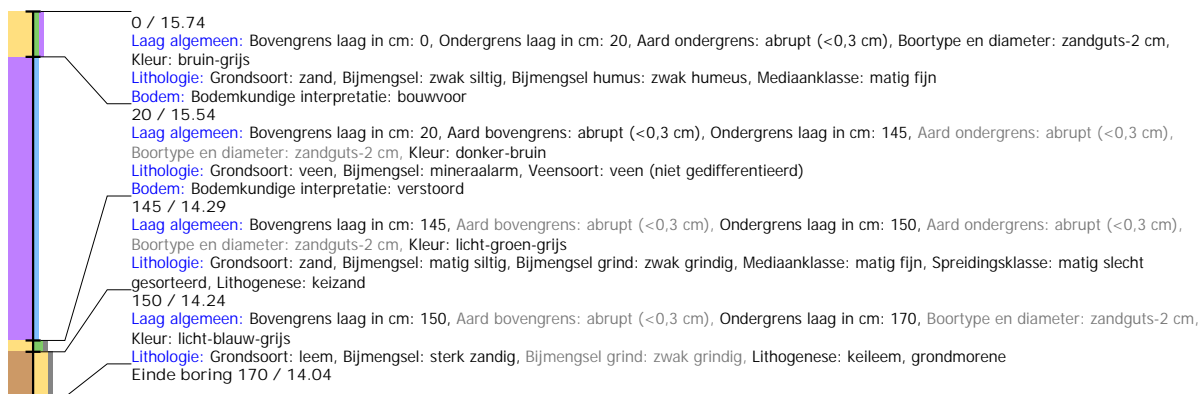 0 / 15.74
Laag algemeen: Bovengrens laag in cm: 0, Ondergrens laag in cm: 20, Aard ondergrens: abrupt (<0,3 cm), Boortype en diameter: zandguts-2 cm,
Kleur: bruin-grijs
Lithologie: Grondsoort: zand, Bijmengsel: zwak siltig, Bijmengsel humus: zwak humeus, Mediaanklasse: matig fijn
Bodem: Bodemkundige interpretatie: bouwvoor
20 / 15.54
Laag algemeen: Bovengrens laag in cm: 20, Aard bovengrens: abrupt (<0,3 cm), Ondergrens laag in cm: 145, Aard ondergrens: abrupt (<0,3 cm),
Boortype en diameter: zandguts-2 cm, Kleur: donker-bruin
Lithologie: Grondsoort: veen, Bijmengsel: mineraalarm, Veensoort: veen (niet gedifferentieerd)
Bodem: Bodemkundige interpretatie: verstoord
145 / 14.29
Laag algemeen: Bovengrens laag in cm: 145, Aard bovengrens: abrupt (<0,3 cm), Ondergrens laag in cm: 150, Aard ondergrens: abrupt (<0,3 cm),
Boortype en diameter: zandguts-2 cm, Kleur: licht-groen-grijs
Lithologie: Grondsoort: zand, Bijmengsel: matig siltig, Bijmengsel grind: zwak grindig, Mediaanklasse: matig fijn, Spreidingsklasse: matig slecht
gesorteerd, Lithogenese: keizand
150 / 14.24
Laag algemeen: Bovengrens laag in cm: 150, Aard bovengrens: abrupt (<0,3 cm), Ondergrens laag in cm: 170, Boortype en diameter: zandguts-2 cm,
Kleur: licht-blauw-grijs
Lithologie: Grondsoort: leem, Bijmengsel: sterk zandig, Bijmengsel grind: zwak grindig, Lithogenese: keileem, grondmorene
Einde boring 170 / 14.04